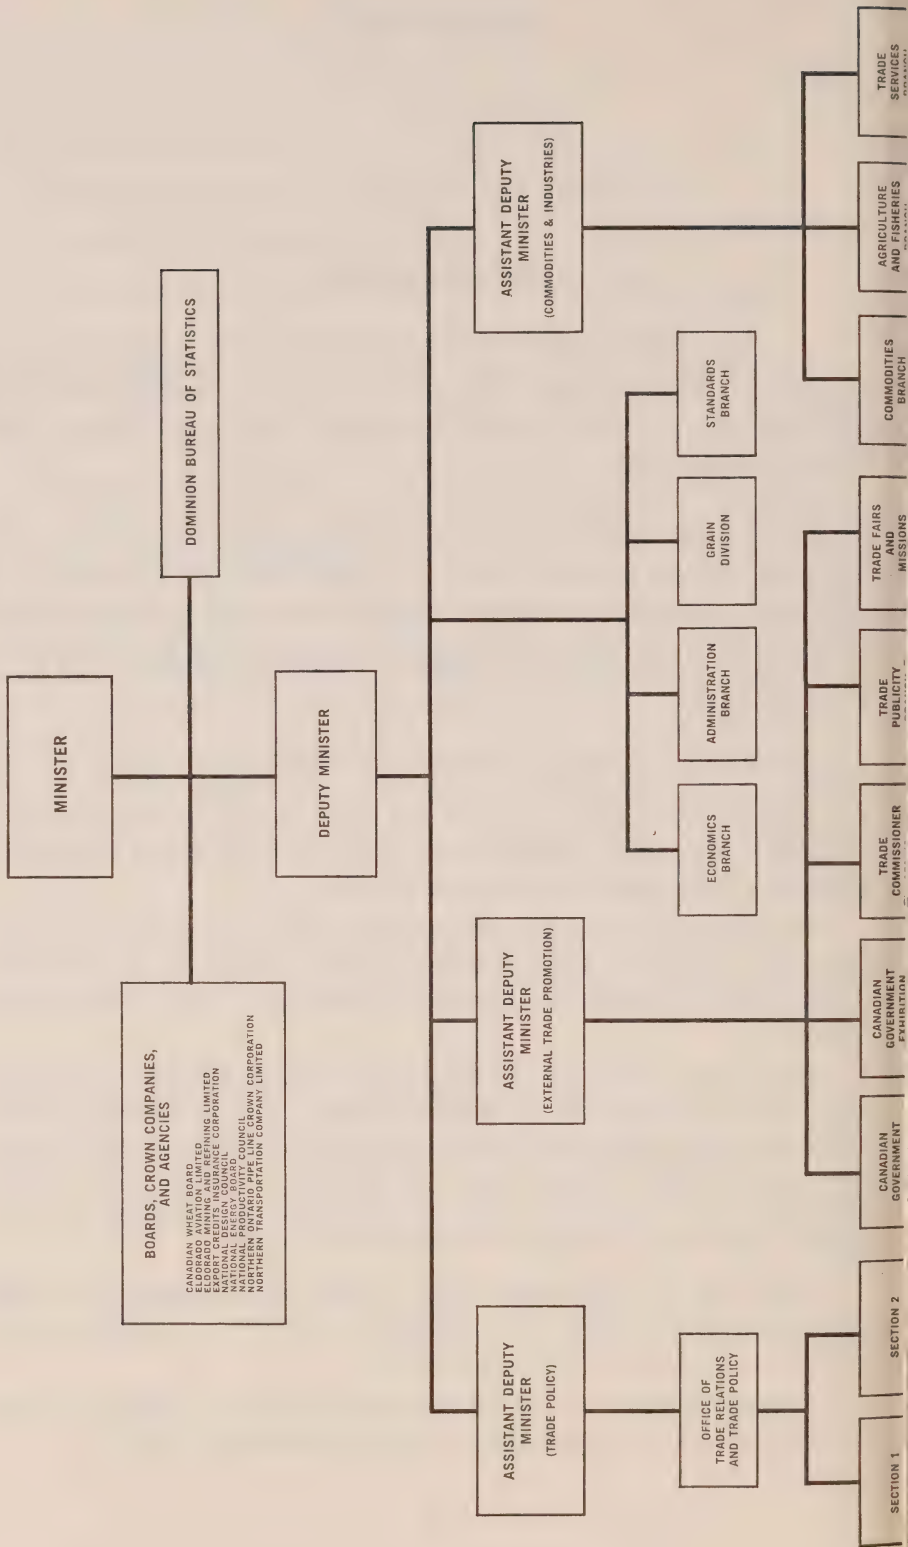 MINISTER
BOARDS, CROWN COMPANIES,
AND AGENCIES
CANADIAN WHEAT BOARD
ELDORADO AVIATION LIMITED
ELDORADO MINING AND REFINING LIMITED
EXPORT CREDITS INSURANCE CORPORATION
NATIONAL DESIGN COUNCIL
NATIONAL ENERGY BOARD
NATIONAL PRODUCTIVITY COUNCIL
NORTHERN ONTARIO PIPE LINE CROWN CORPORATION
NORTHERN TRANSPORTATION COMPANY LIMITED
DOMINION BUREAU OF STATISTICS
DEPUTY MINISTER
ASSISTANT DEPUTY
MINISTER
(TRADE POLICY)
ASSISTANT DEPUTY
MINISTER
(EXTERNAL TRADE PROMOTION)
ASSISTANT DEPUTY
MINISTER
(COMMODITIES & INDUSTRIES)
OFFICE OF
TRADE RELATIONS
AND TRADE POLICY
ECONOMICS
BRANCH
ADMINISTRATION
BRANCH
GRAIN
DIVISION
STANDARDS
BRANCH
SECTION 1
SECTION 2
CANADIAN
GOVERNMENT
CANADIAN
GOVERNMENT
EXHIBITION
TRADE
COMMISSIONER
TRADE
PUBLICITY
TRADE FAIRS
AND
MISSIONS
COMMODITIES
BRANCH
AGRICULTURE
AND FISHERIES
TRADE
SERVICES